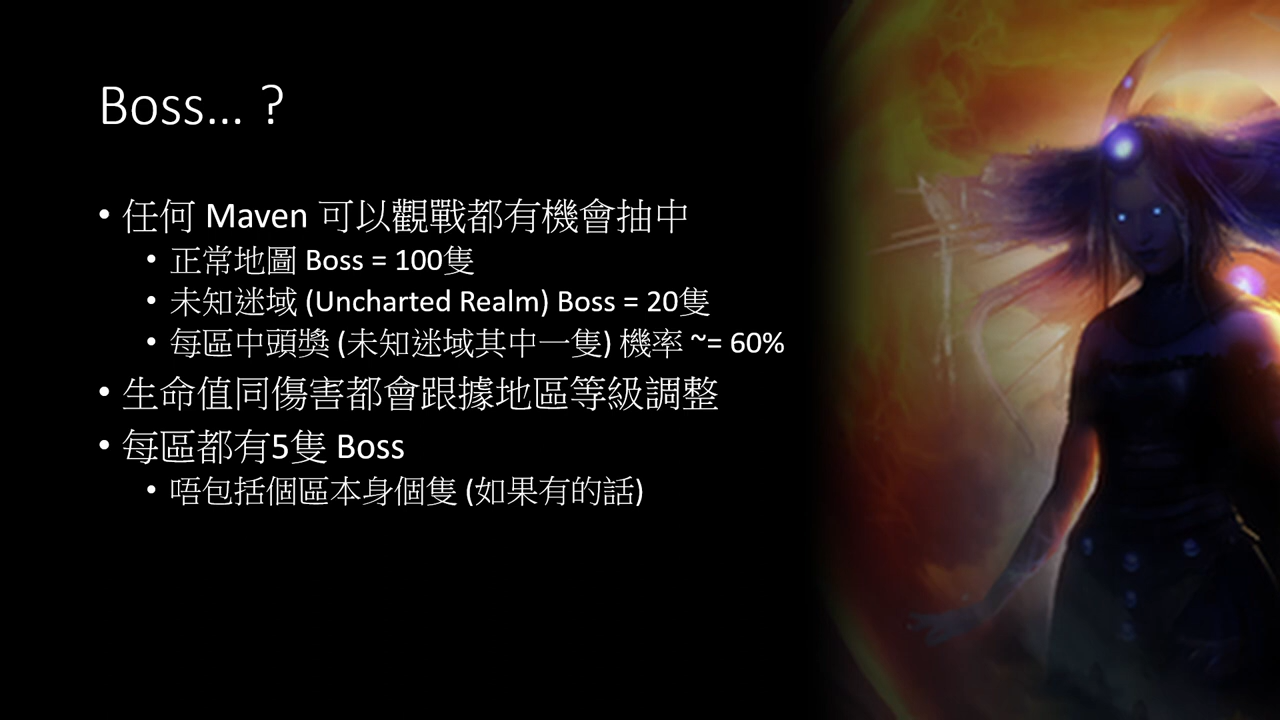 Boss... ?
• 任何 Maven 可以觀戰都有機會抽中
• 正常地圖 Boss = 100隻
• 未知迷域 (Uncharted Realm) Boss = 20隻
• 每區中頭獎 (未知迷域其中一隻) 機率 ~= 60%
• 生命值同傷害都會跟據地區等級調整
• 每區都有5隻 Boss
• 唔包括個區本身個隻 (如果有的話)